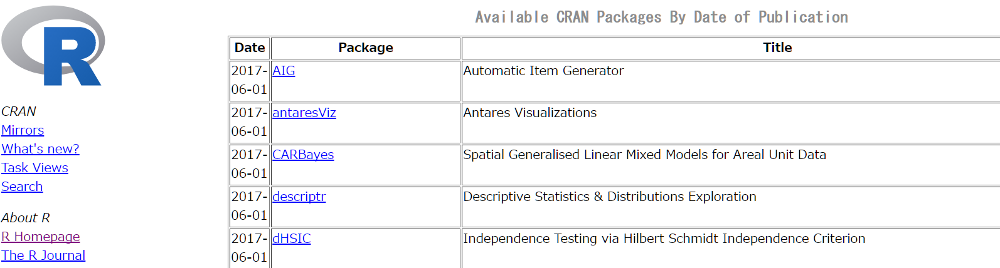 R
CRAN
Mirrors
What's new?
Task Views
Search
About R
R Homepage
The R Journal
Available CRAN Packages By Date of Publication
Date Package Title
2017-06-01 AIG Automatic Item Generator
2017-06-01 antaresViz Antares Visualizations
2017-06-01 CARBayes Spatial Generalised Linear Mixed Models for Areal Unit Data
2017-06-01 descriptr Descriptive Statistics & Distributions Exploration
2017-06-01 dHSIC Independence Testing via Hilbert Schmidt Independence Criterion